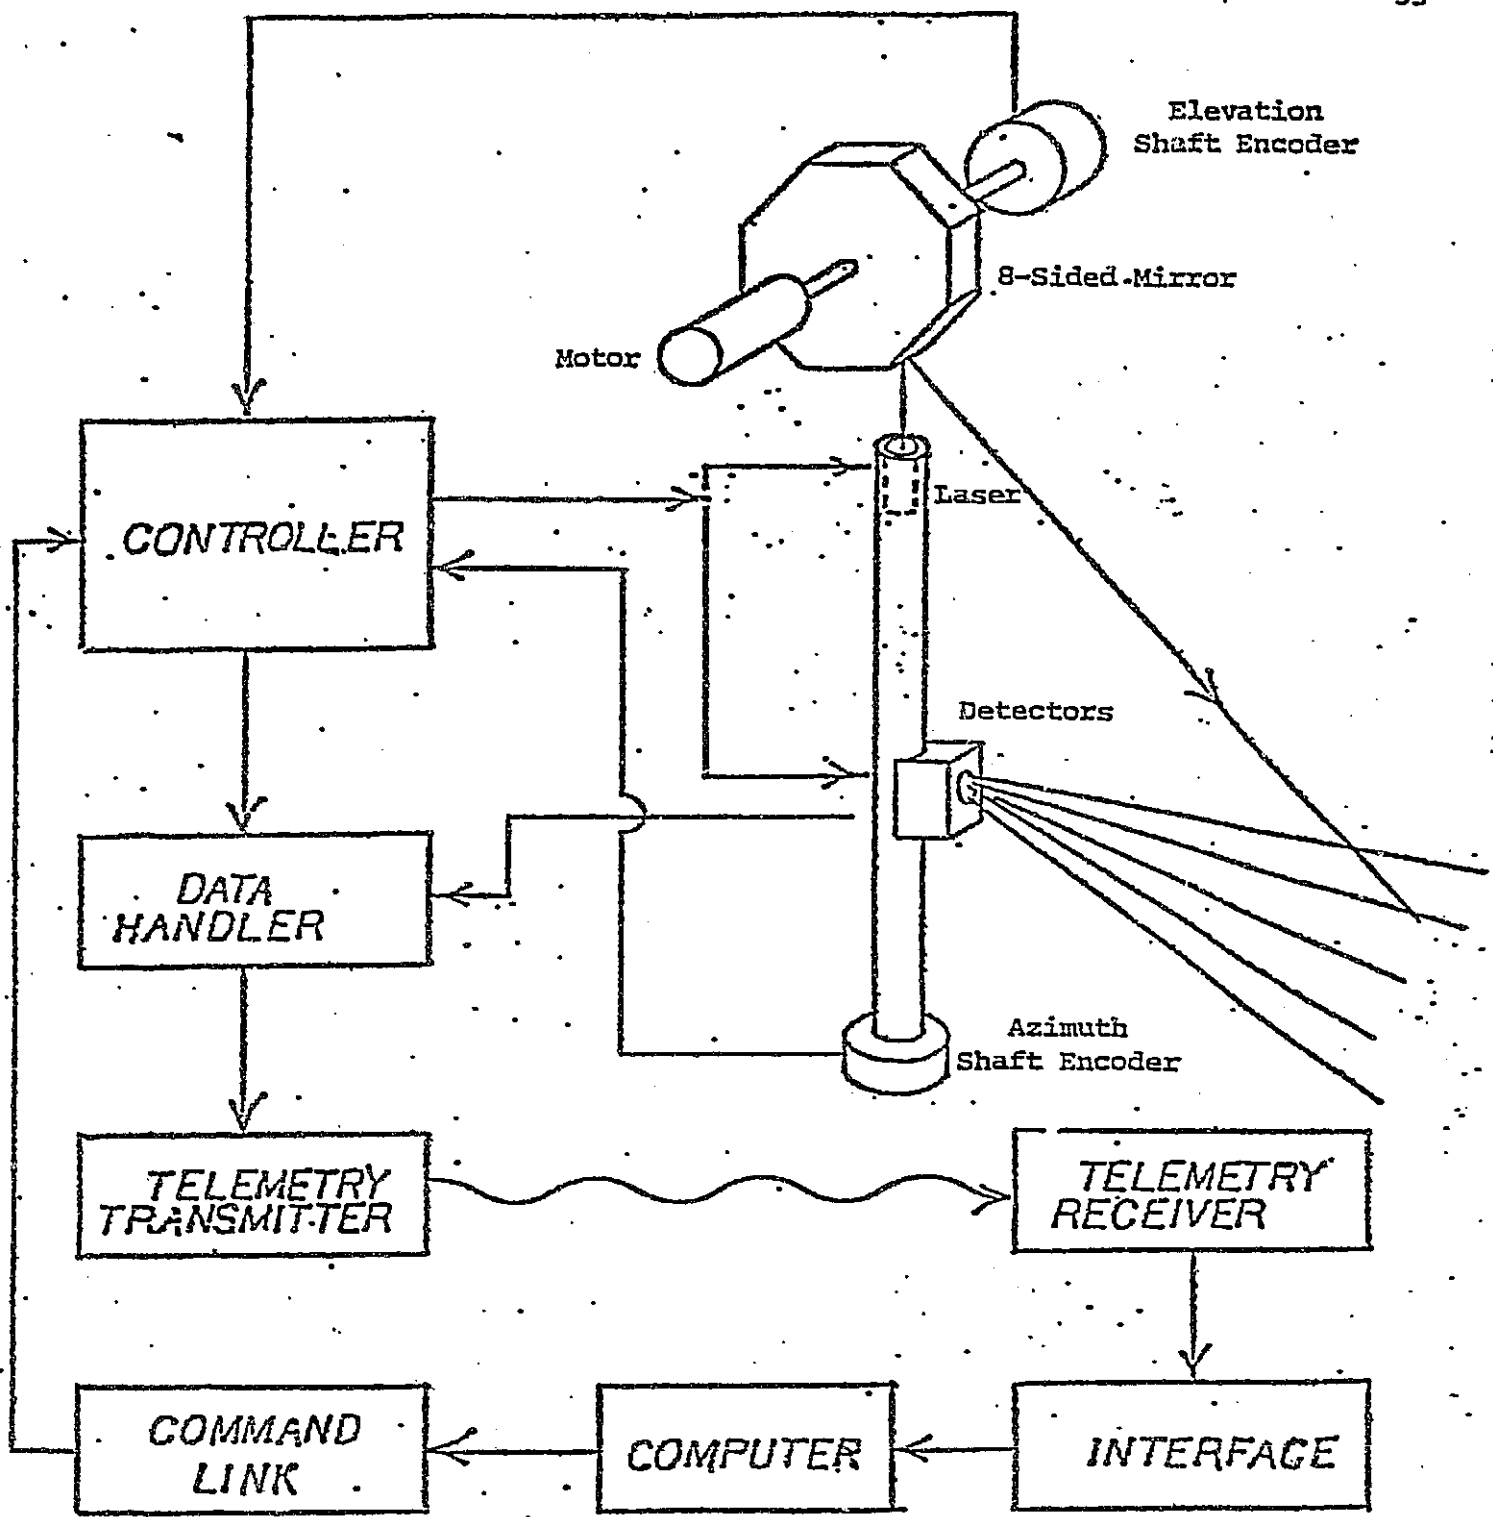 Elevation
Shaft Encoder
8-Sided Mirror
Motor
CONTROLLER
Laser
Detectors
DATA
HANDLER
Azimuth
Shaft Encoder
TELEMETRY
TRANSMITTER
TELEMETRY
RECEIVER
COMMAND
LINK
COMPUTER
INTERFACE